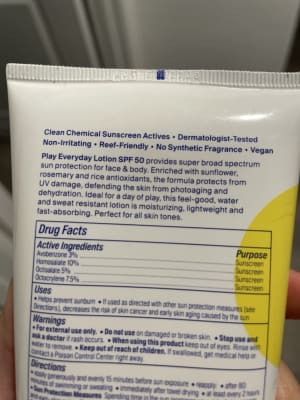 Clean Chemical Sunscreen Actives • Dermatologist-Tested
Non-Irritating • Reef-Friendly • No Synthetic Fragrance • Vegan
Play Everyday Lotion SPF 50 provides super broad spectrum
sun protection for face & body. Enriched with sunflower,
rosemary and rice antioxidants, the formula protects from
UV damage, defending the skin from photoaging and
dehydration. Ideal for a day of play, this feel-good, water
and sweat resistant lotion is moisturizing, lightweight and
fast-absorbing. Perfect for all skin tones.
Drug Facts
Active Ingredients Purpose
Avobenzone 3% Sunscreen
Homosalate 10% Sunscreen
Octisalate 5% Sunscreen
Octocrylene 7.5% Sunscreen
Uses
• Helps prevent sunburn • If used as directed with other sun protection measures (see
Directions), decreases the risk of skin cancer and early skin aging caused by the sun
Warnings
• For external use only. • Do not use on damaged or broken skin. • Stop use and
ask a doctor if rash occurs. • When using this product keep out of eyes. Rinse with
water to remove. • Keep out of reach of children. If swallowed, get medical help or
contact a Poison Control Center right away.
Directions
• Apply generously and evenly 15 minutes before sun exposure • reapply: • after 80
minutes of swimming or sweating • immediately after towel drying • at least every 2 hours
• Sun Protection Measures. Spending time in the sun